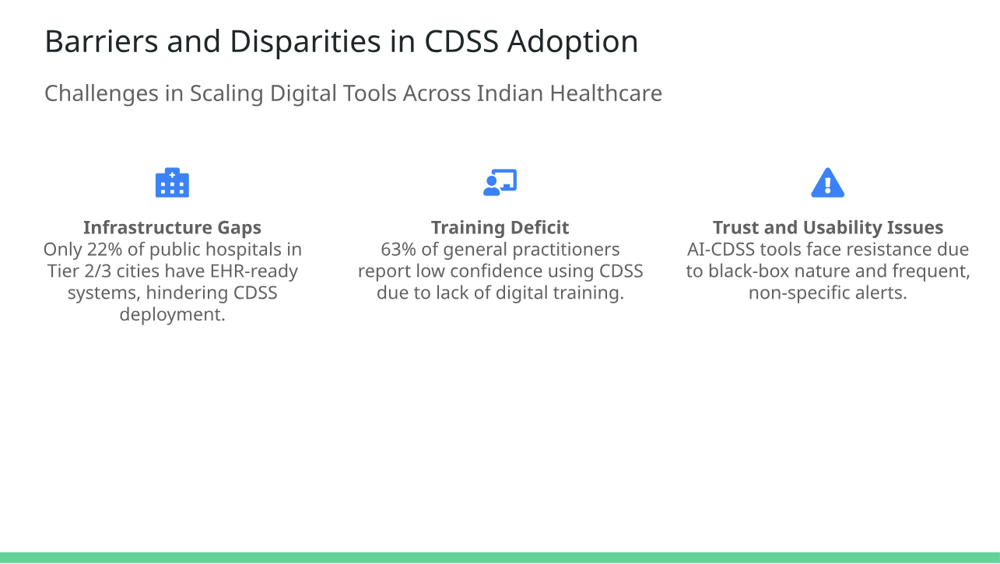 Barriers and Disparities in CDSS Adoption
Challenges in Scaling Digital Tools Across Indian Healthcare
Infrastructure Gaps
Only 22% of public hospitals in
Tier 2/3 cities have EHR-ready
systems, hindering CDSS
deployment.
Training Deficit
63% of general practitioners
report low confidence using CDSS
due to lack of digital training.
Trust and Usability Issues
AI-CDSS tools face resistance due
to black-box nature and frequent,
non-specific alerts.